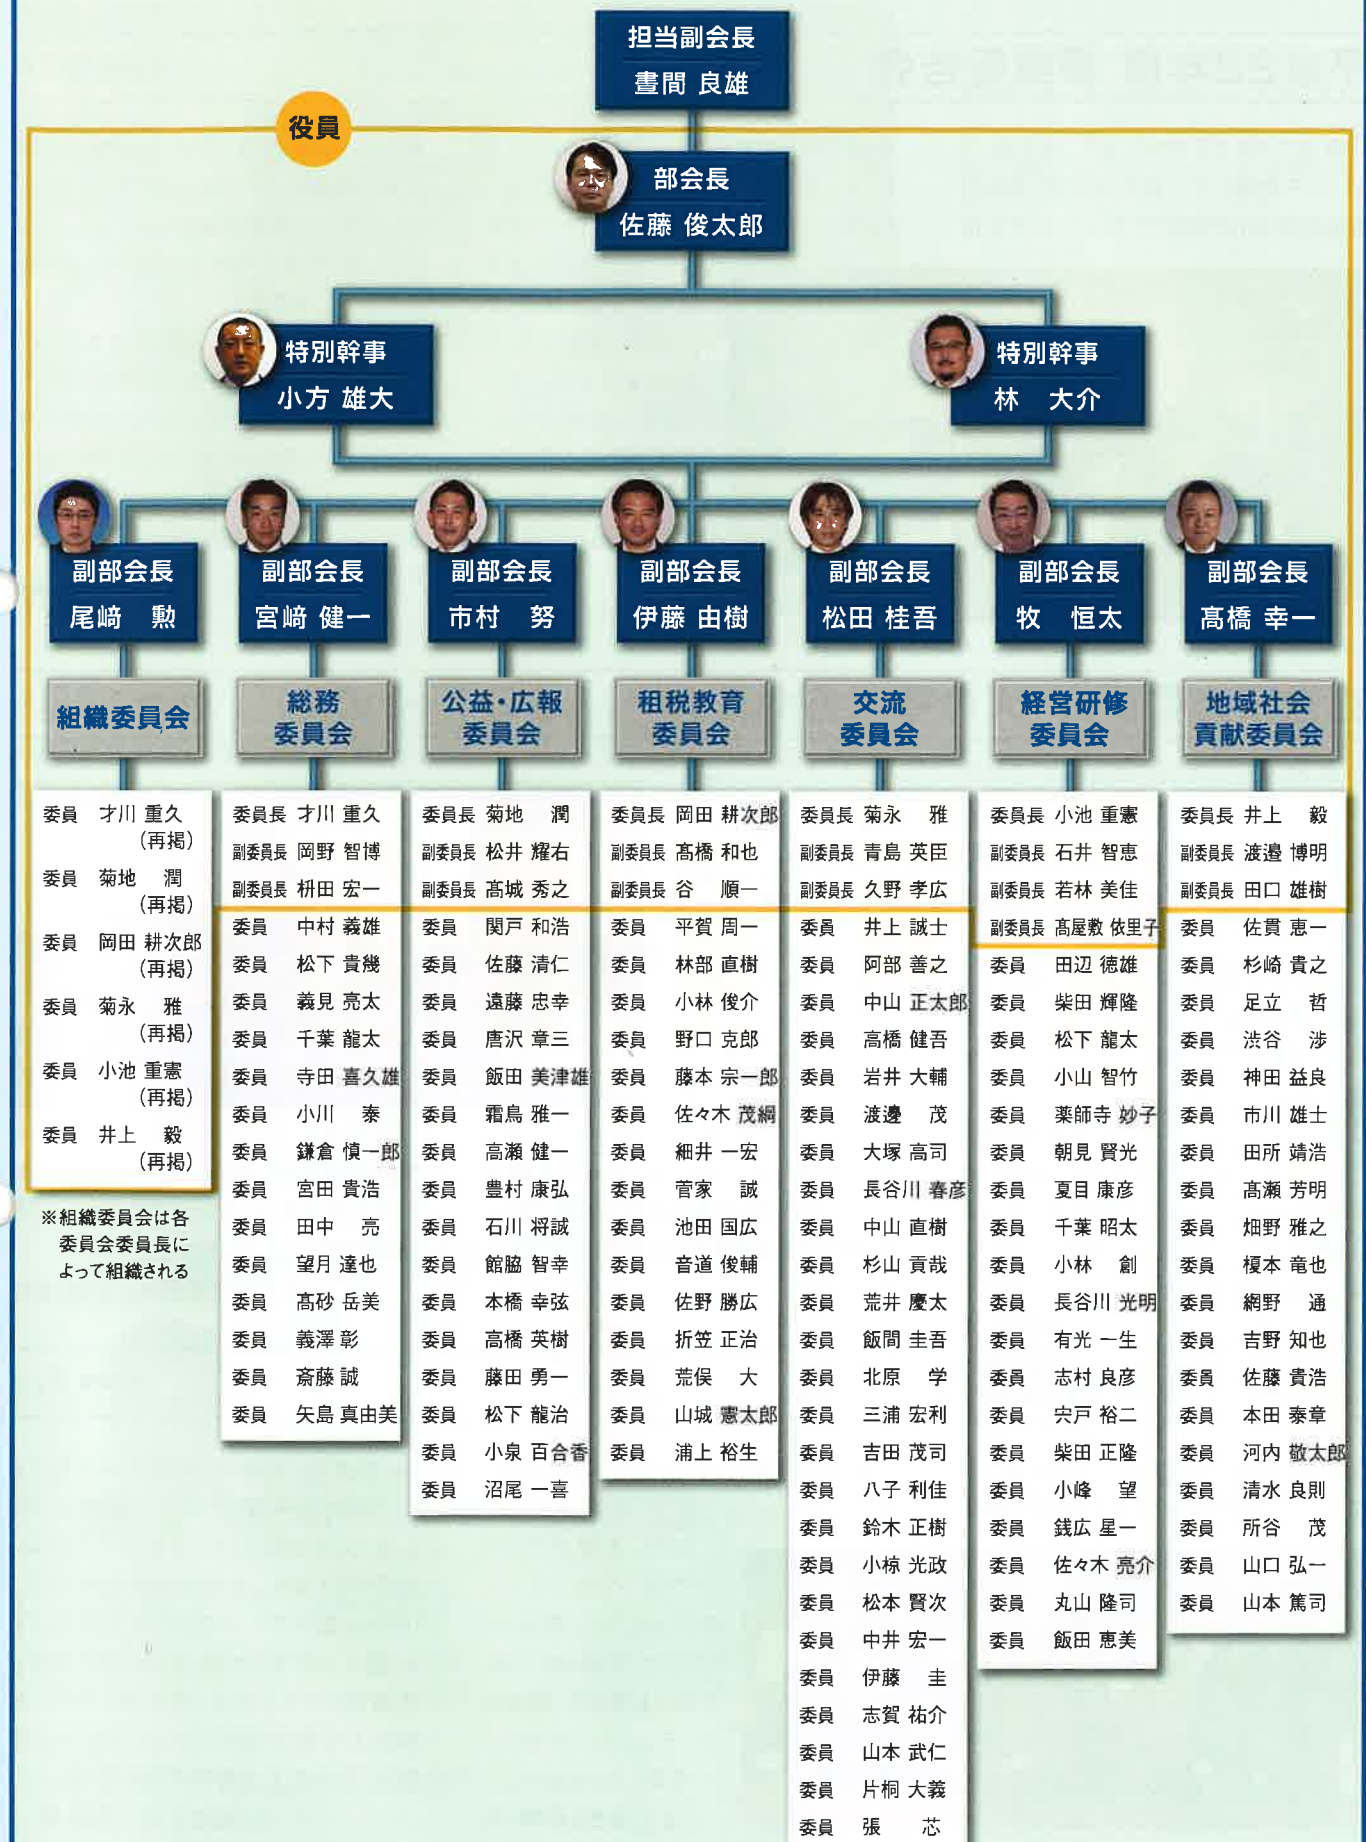 担当副会長
晝間 良雄
役員
部会長
佐藤 俊太郎
特別幹事
小方 雄大
特別幹事
林　大介
副部会長
尾﨑　勲
組織委員会
委員 才川 重久
(再掲)
委員 菊地　潤
(再掲)
委員 岡田 耕次郎
(再掲)
委員 菊永　雅
(再掲)
委員 小池 重憲
(再掲)
委員 井上　毅
(再掲)
※組織委員会は各
委員会委員長に
よって組織される
副部会長
宮﨑 健一
総務
委員会
委員長 才川 重久
副委員長 岡野 智博
副委員長 枡田 宏一
委員 中村 義雄
委員 松下 貴幾
委員 義見 亮太
委員 千葉 龍太
委員 寺田 喜久雄
委員 小川　泰
委員 鎌倉 慎一郎
委員 宮田 貴浩
委員 田中　亮
委員 望月 達也
委員 髙砂 岳美
委員 義澤 彰
委員 斎藤 誠
委員 矢島 真由美
副部会長
市村　努
公益・広報
委員会
委員長 菊地　潤
副委員長 松井 耀右
副委員長 髙城 秀之
委員 関戸 和浩
委員 佐藤 清仁
委員 遠藤 忠幸
委員 唐沢 章三
委員 飯田 美津雄
委員 霜鳥 雅一
委員 高瀬 健一
委員 豊村 康弘
委員 石川 将誠
委員 館脇 智幸
委員 本橋 幸弦
委員 高橋 英樹
委員 藤田 勇一
委員 松下 龍治
委員 小泉 百合香
委員 沼尾 一喜
副部会長
伊藤 由樹
租税教育
委員会
委員長 岡田 耕次郎
副委員長 髙橋 和也
副委員長 谷　順一
委員 平賀 周一
委員 林部 直樹
委員 小林 俊介
委員 野口 克郎
委員 藤本 宗一郎
委員 佐々木 茂綱
委員 細井 一宏
委員 菅家　誠
委員 池田 国広
委員 音道 俊輔
委員 佐野 勝広
委員 折笠 正治
委員 荒俣　大
委員 山城 憲太郎
委員 浦上 裕生
副部会長
松田 桂吾
交流
委員会
委員長 菊永　雅
副委員長 青島 英臣
副委員長 久野 孝広
委員 井上 誠士
委員 阿部 善之
委員 中山 正太郎
委員 高橋 健吾
委員 岩井 大輔
委員 渡邊　茂
委員 大塚 高司
委員 長谷川 春彦
委員 中山 直樹
委員 杉山 貢哉
委員 荒井 慶太
委員 飯間 圭吾
委員 北原　学
委員 三浦 宏利
委員 吉田 茂司
委員 八子 利佳
委員 鈴木 正樹
委員 小椋 光政
委員 松本 賢次
委員 中井 宏一
委員 伊藤　圭
委員 志賀 祐介
委員 山本 武仁
委員 片桐 大義
委員 張　芯
副部会長
牧　恒太
経営研修
委員会
委員長 小池 重憲
副委員長 石井 智恵
副委員長 若林 美佳
副委員長 髙屋敷 依里子
委員 田辺 徳雄
委員 柴田 輝隆
委員 松下 龍太
委員 小山 智竹
委員 薬師寺 妙子
委員 朝見 賢光
委員 夏目 康彦
委員 千葉 昭太
委員 小林　創
委員 長谷川 光明
委員 有光 一生
委員 志村 良彦
委員 宍戸 裕二
委員 柴田 正隆
委員 小峰　望
委員 銭広 星一
委員 佐々木 亮介
委員 丸山 隆司
委員 飯田 恵美
副部会長
髙橋 幸一
地域社会
貢献委員会
委員長 井上　毅
副委員長 渡邉 博明
副委員長 田口 雄樹
委員 佐貫 恵一
委員 杉崎 貴之
委員 足立　哲
委員 渋谷　渉
委員 神田 益良
委員 市川 雄士
委員 田所 靖浩
委員 髙瀬 芳明
委員 畑野 雅之
委員 榎本 竜也
委員 網野　通
委員 吉野 知也
委員 佐藤 貴浩
委員 本田 泰章
委員 河内 敬太郎
委員 清水 良則
委員 所谷　茂
委員 山口 弘一
委員 山本 篤司